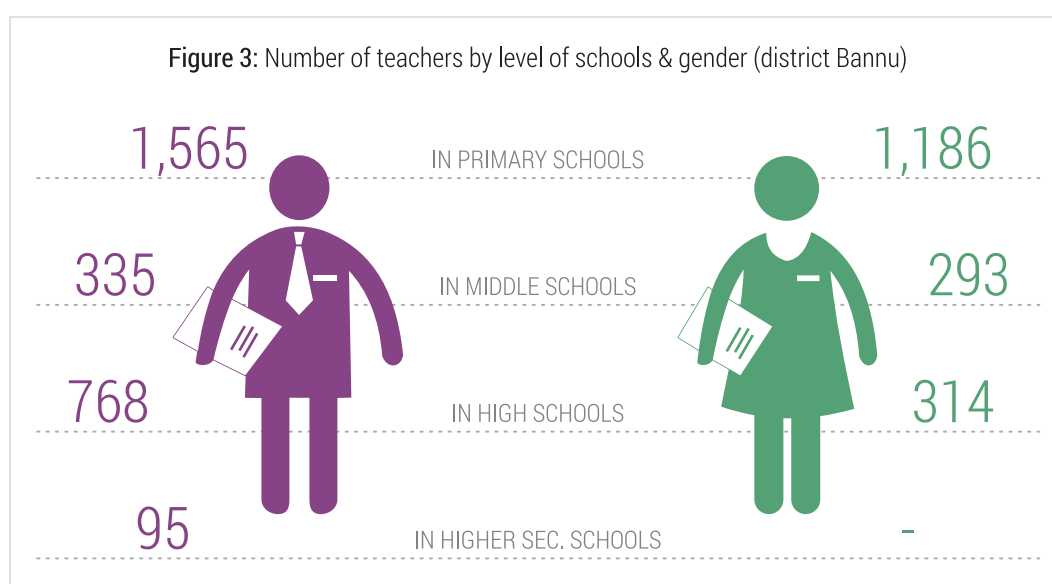 Figure 3: Number of teachers by level of schools & gender (district Bannu)
1,565 IN PRIMARY SCHOOLS 1,186
335 IN MIDDLE SCHOOLS 293
768 IN HIGH SCHOOLS 314
95 IN HIGHER SEC. SCHOOLS -